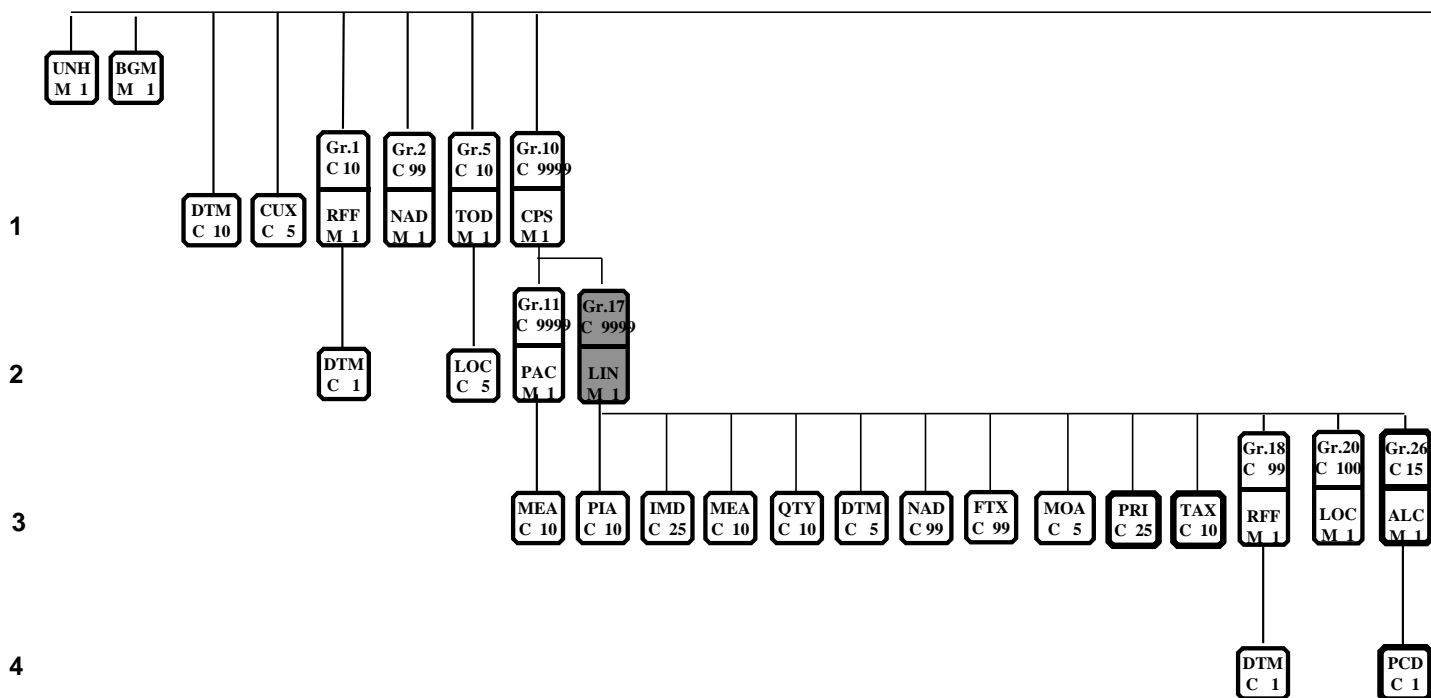 UNH BGM
M 1 M 1
Gr.1 Gr.2 Gr.5 Gr.10
C 10 C 99 C 10 C 9999
1
DTM CUX RFF NAD TOD CPS
C 10 C 5 M 1 M 1 M 1 M 1
Gr.11 Gr.17
C 9999 C 9999
2
DTM LOC PAC LIN
C 1 C 5 M 1 M 1
Gr.18 Gr.20 Gr.26
C 99 C 100 C 15
3
MEA PIA IMD MEA QTY DTM NAD FTX MOA PRI TAX RFF LOC ALC
C 10 C 10 C 25 C 10 C 10 C 5 C 99 C 99 C 5 C 25 C 10 M 1 M 1 M 1
4
DTM PCD
C 1 C 1